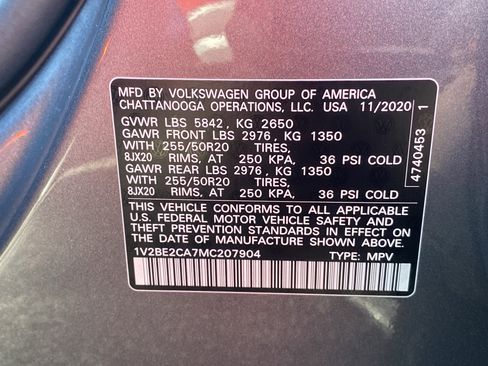 MFD BY VOLKSWAGEN GROUP OF AMERICA
CHATTANOOGA OPERATIONS, LLC. USA 11/2020
GVWR LBS 5842, KG 2650
GAWR FRONT LBS 2976, KG 1350
WITH 255/50R20 TIRES,
8JX20 RIMS, AT 250 KPA, 36 PSI COLD
GAWR REAR LBS 2976, KG 1350
WITH 255/50R20 TIRES,
8JX20 RIMS, AT 250 KPA, 36 PSI COLD
THIS VEHICLE CONFORMS TO ALL APPLICABLE
U.S. FEDERAL MOTOR VEHICLE SAFETY AND
THEFT PREVENTION STANDARDS IN EFFECT ON
THE DATE OF MANUFACTURE SHOWN ABOVE.
1V2BE2CA7MC207904 TYPE: MPV
4740453 1